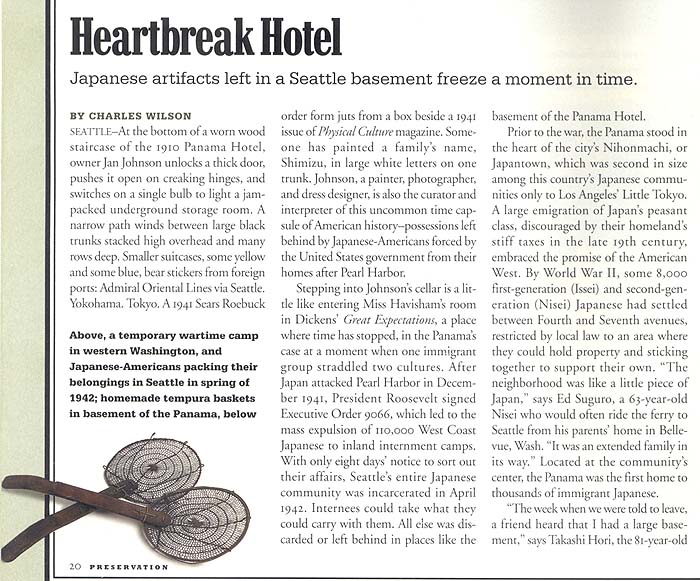 Heartbreak Hotel
Japanese artifacts left in a Seattle basement freeze a moment in time.
BY CHARLES WILSON
SEATTLE–At the bottom of a worn wood
staircase of the 1910 Panama Hotel,
owner Jan Johnson unlocks a thick door,
pushes it open on creaking hinges, and
switches on a single bulb to light a jam-
packed underground storage room. A
narrow path winds between large black
trunks stacked high overhead and many
rows deep. Smaller suitcases, some yellow
and some blue, bear stickers from foreign
ports: Admiral Oriental Lines via Seattle.
Yokohama. Tokyo. A 1941 Sears Roebuck
Above, a temporary wartime camp
in western Washington, and
Japanese-Americans packing their
belongings in Seattle in spring of
1942; homemade tempura baskets
in basement of the Panama, below
order form juts from a box beside a 1941
issue of Physical Culture magazine. Some-
one has painted a family's name,
Shimizu, in large white letters on one
trunk. Johnson, a painter, photographer,
and dress designer, is also the curator and
interpreter of this uncommon time cap-
sule of American history–possessions left
behind by Japanese-Americans forced by
the United States government from their
homes after Pearl Harbor.
Stepping into Johnson's cellar is a lit-
tle like entering Miss Havisham's room
in Dickens' Great Expectations, a place
where time has stopped, in the Panama's
case at a moment when one immigrant
group straddled two cultures. After
Japan attacked Pearl Harbor in Decem-
ber 1941, President Roosevelt signed
Executive Order 9066, which led to the
mass expulsion of 110,000 West Coast
Japanese to inland internment camps.
With only eight days' notice to sort out
their affairs, Seattle's entire Japanese
community was incarcerated in April
1942. Internees could take what they
could carry with them. All else was dis-
carded or left behind in places like the
basement of the Panama Hotel.
Prior to the war, the Panama stood in
the heart of the city's Nihonmachi, or
Japantown, which was second in size
among this country's Japanese commu-
nities only to Los Angeles' Little Tokyo.
A large emigration of Japan's peasant
class, discouraged by their homeland's
stiff taxes in the late 19th century,
embraced the promise of the American
West. By World War II, some 8,000
first-generation (Issei) and second-gen-
eration (Nisei) Japanese had settled
between Fourth and Seventh avenues,
restricted by local law to an area where
they could hold property and sticking
together to support their own. "The
neighborhood was like a little piece of
Japan," says Ed Suguro, a 63-year-old
Nisei who would often ride the ferry to
Seattle from his parents' home in Belle-
vue, Wash. "It was an extended family in
its way." Located at the community's
center, the Panama was the first home to
thousands of immigrant Japanese.
"The week when we were told to leave,
a friend heard that I had a large base-
ment," says Takashi Hori, the 81-year-old
20 PRESERVATION